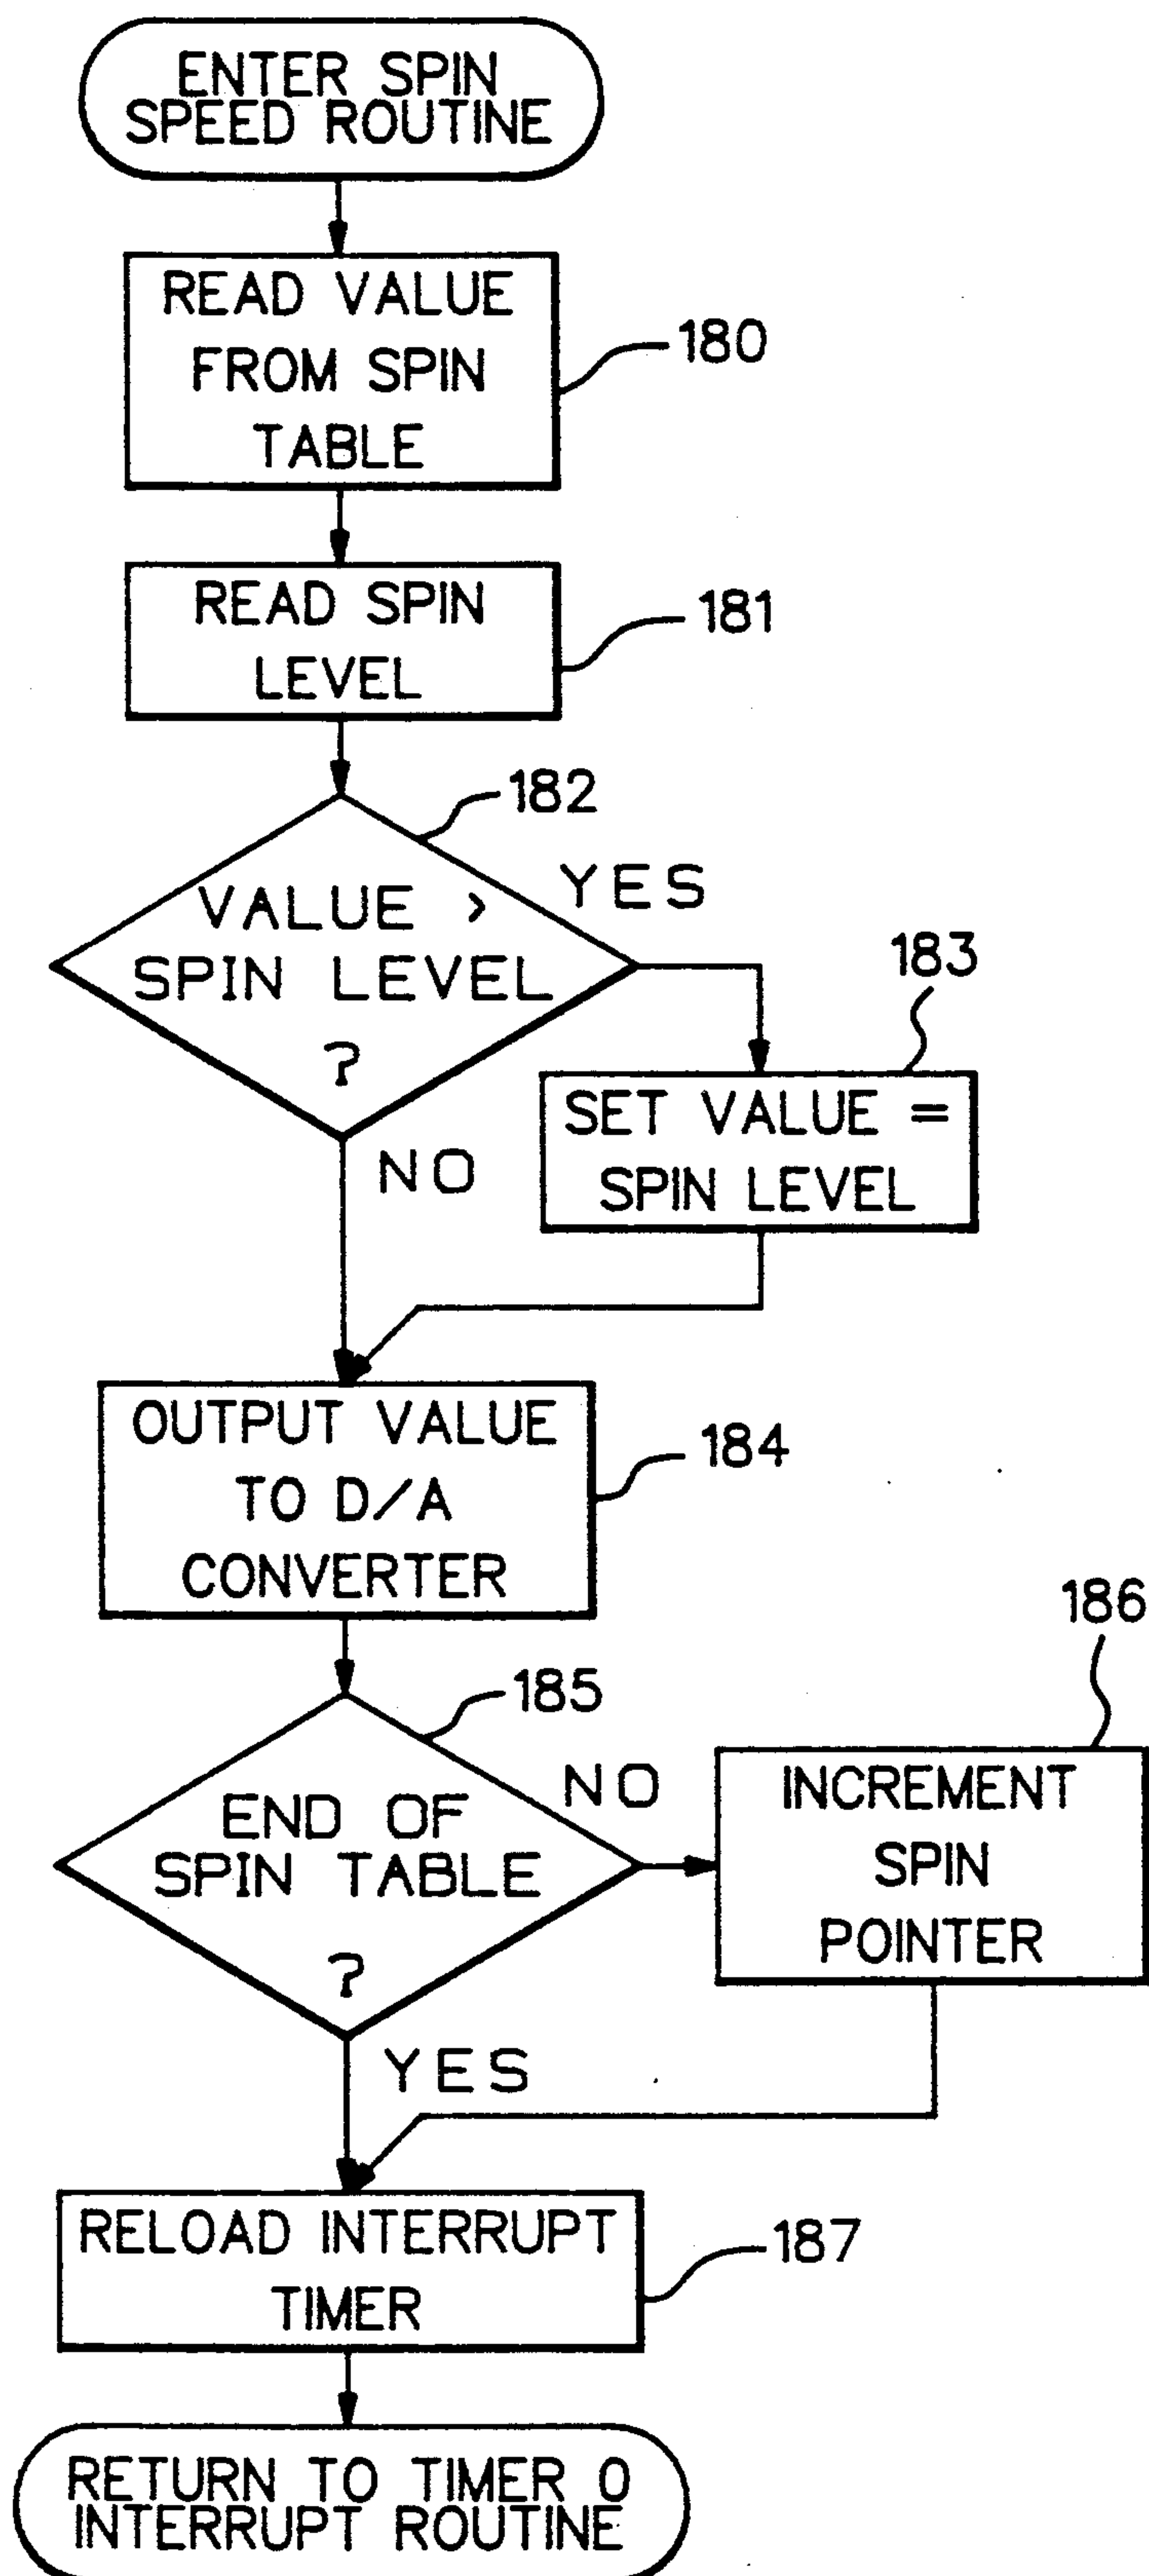 ENTER SPIN
SPEED ROUTINE
READ VALUE
FROM SPIN
TABLE
180
READ SPIN
LEVEL
181
182
VALUE >
SPIN LEVEL
?
YES
NO
183
SET VALUE =
SPIN LEVEL
OUTPUT VALUE
TO D/A
CONVERTER
184
185
END OF
SPIN TABLE
?
NO
YES
186
INCREMENT
SPIN
POINTER
RELOAD INTERRUPT
TIMER
187
RETURN TO TIMER 0
INTERRUPT ROUTINE